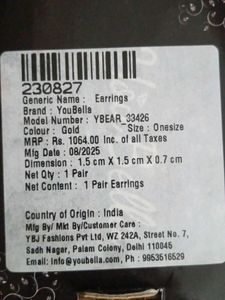 230827
Generic Name : Earrings
Brand : YouBella
Model Number : YBEAR_33426
Colour : Gold Size : Onesize
MRP : Rs. 1064.00 Inc. of all Taxes
Mfg Date : 08/2025
Dimension : 1.5 cm X 1.5 cm X 0.7 cm
Net Qty : 1 Pair
Net Content : 1 Pair Earrings
Country of Origin : India
Mfg By/ Mkt By/Customer Care :
YBJ Fashions Pvt Ltd, WZ 242A, Street No. 7,
Sadh Nagar, Palam Colony, Delhi 110045
Email: info@youbella.com, Ph : 9953516529